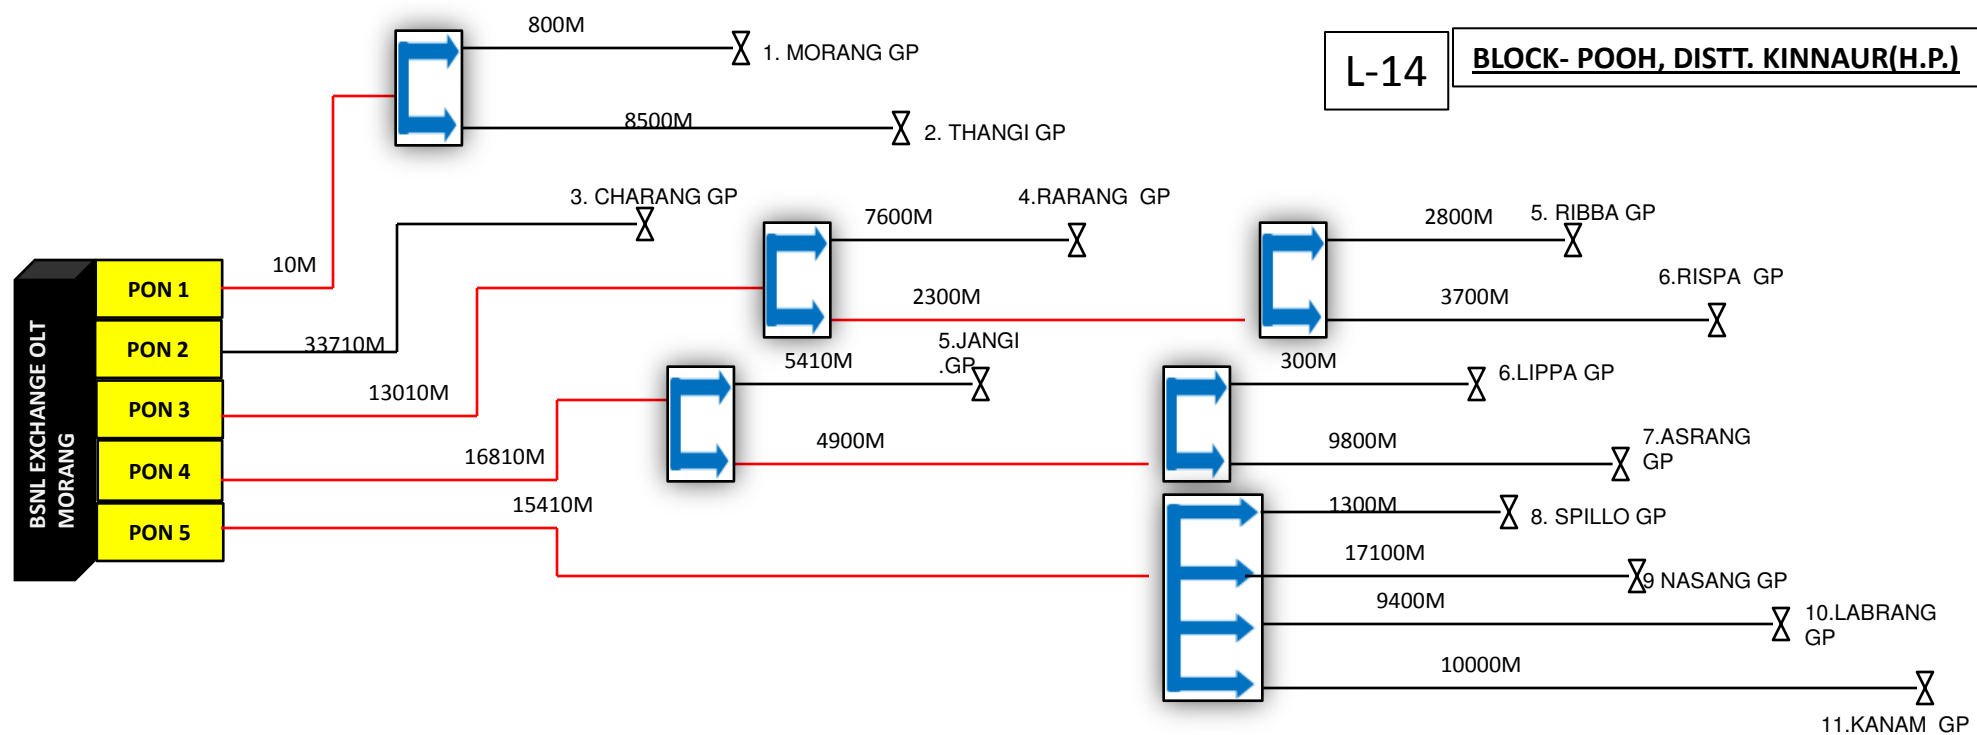 800M
1. MORANG GP
L-14
BLOCK- POOH, DISTT. KINNAUR(H.P.)
8500M
2. THANGI GP
3. CHARANG GP
7600M
4.RARANG  GP
2800M
5. RIBBA GP
10M
2300M
3700M
6.RISPA  GP
BSNL EXCHANGE OLT
MORANG
PON 1
PON 2
PON 3
PON 4
PON 5
33710M
13010M
5410M
5.JANGI
.GP
300M
6.LIPPA GP
16810M
4900M
9800M
7.ASRANG
GP
15410M
1300M
8. SPILLO GP
17100M
9 NASANG GP
9400M
10.LABRANG
GP
10000M
11.KANAM  GP